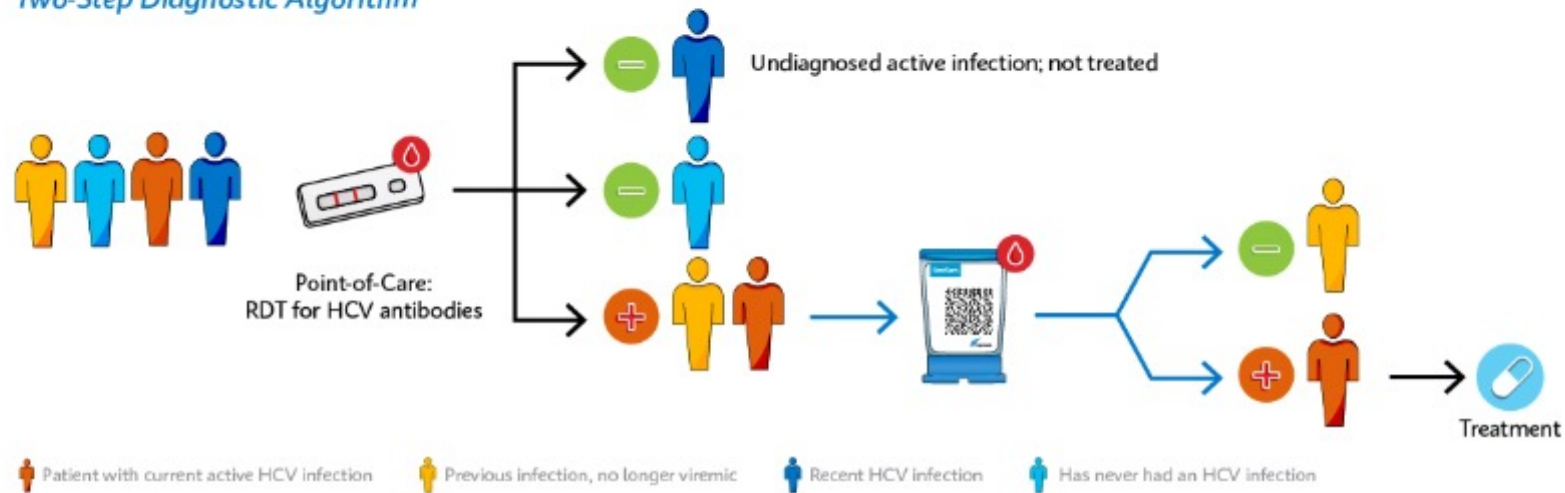 Two-Step Diagnostic Algorithm
Undiagnosed active infection; not treated
Point-of-Care:
RDT for HCV antibodies
Treatment
Patient with current active HCV infection
Previous infection, no longer viremic
Recent HCV infection
Has never had an HCV infection